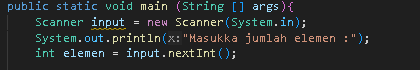 public static void main (String [] args){
Scanner input = new Scanner(System.in);
System.out.println(x:"Masukka jumlah elemen :");
int elemen = input.nextInt();